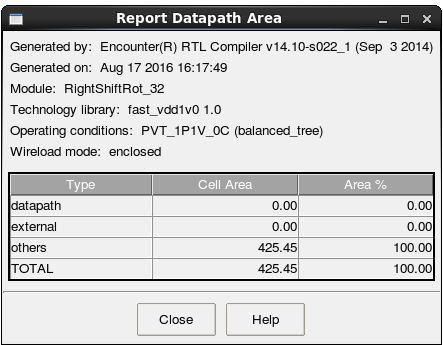 Report Datapath Area
Generated by: Encounter(R) RTL Compiler v14.10-s022_1 (Sep 3 2014)
Generated on: Aug 17 2016 16:17:49
Module: RightShiftRot_32
Technology library: fast_vdd1v0 1.0
Operating conditions: PVT_1P1V_0C (balanced_tree)
Wireload mode: enclosed
Type Cell Area Area %
datapath 0.00 0.00
external 0.00 0.00
others 425.45 100.00
TOTAL 425.45 100.00
Close Help